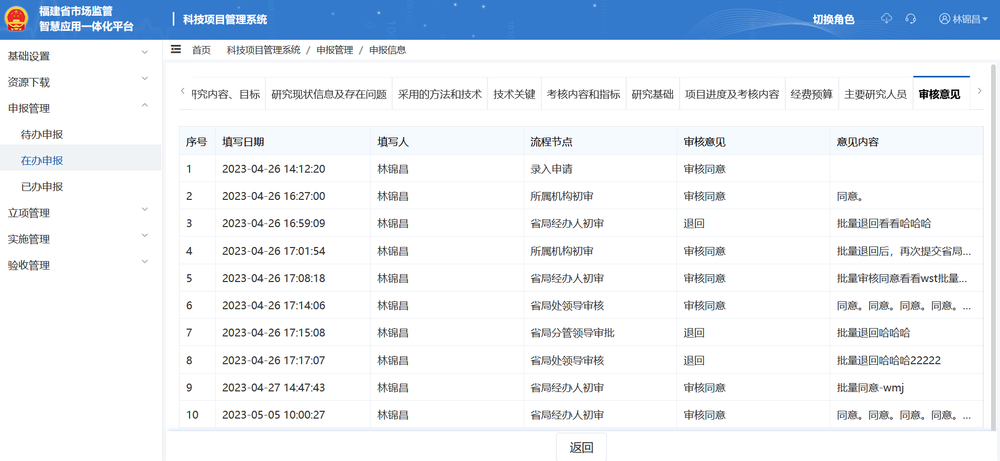 福建省市场监管
智慧应用一体化平台
科技项目管理系统
切换角色
林锦昌
基础设置
资源下载
申报管理
待办申报
在办申报
已办申报
立项管理
实施管理
验收管理
首页 科技项目管理系统 / 申报管理 / 申报信息
研究内容、目标 研究现状信息及存在问题 采用的方法和技术 技术关键 考核内容和指标 研究基础 项目进度及考核内容 经费预算 主要研究人员 审核意见
序号 填写日期 填写人 流程节点 审核意见 意见内容
1 2023-04-26 14:12:20 林锦昌 录入申请 审核同意
2 2023-04-26 16:27:00 林锦昌 所属机构初审 审核同意 同意。
3 2023-04-26 16:59:09 林锦昌 省局经办人初审 退回 批量退回看看哈哈哈
4 2023-04-26 17:01:54 林锦昌 所属机构初审 审核同意 批量退回后，再次提交省局...
5 2023-04-26 17:08:18 林锦昌 省局经办人初审 审核同意 批量审核同意看看wst批量...
6 2023-04-26 17:14:06 林锦昌 省局处领导审核 审核同意 同意。同意。同意。同意。...
7 2023-04-26 17:15:08 林锦昌 省局分管领导审批 退回 批量退回哈哈哈
8 2023-04-26 17:17:07 林锦昌 省局处领导审核 退回 批量退回哈哈哈22222
9 2023-04-27 14:47:43 林锦昌 省局经办人初审 审核同意 批量同意-wmj
10 2023-05-05 10:00:27 林锦昌 省局经办人初审 审核同意 同意。同意。同意。同意。...
返回